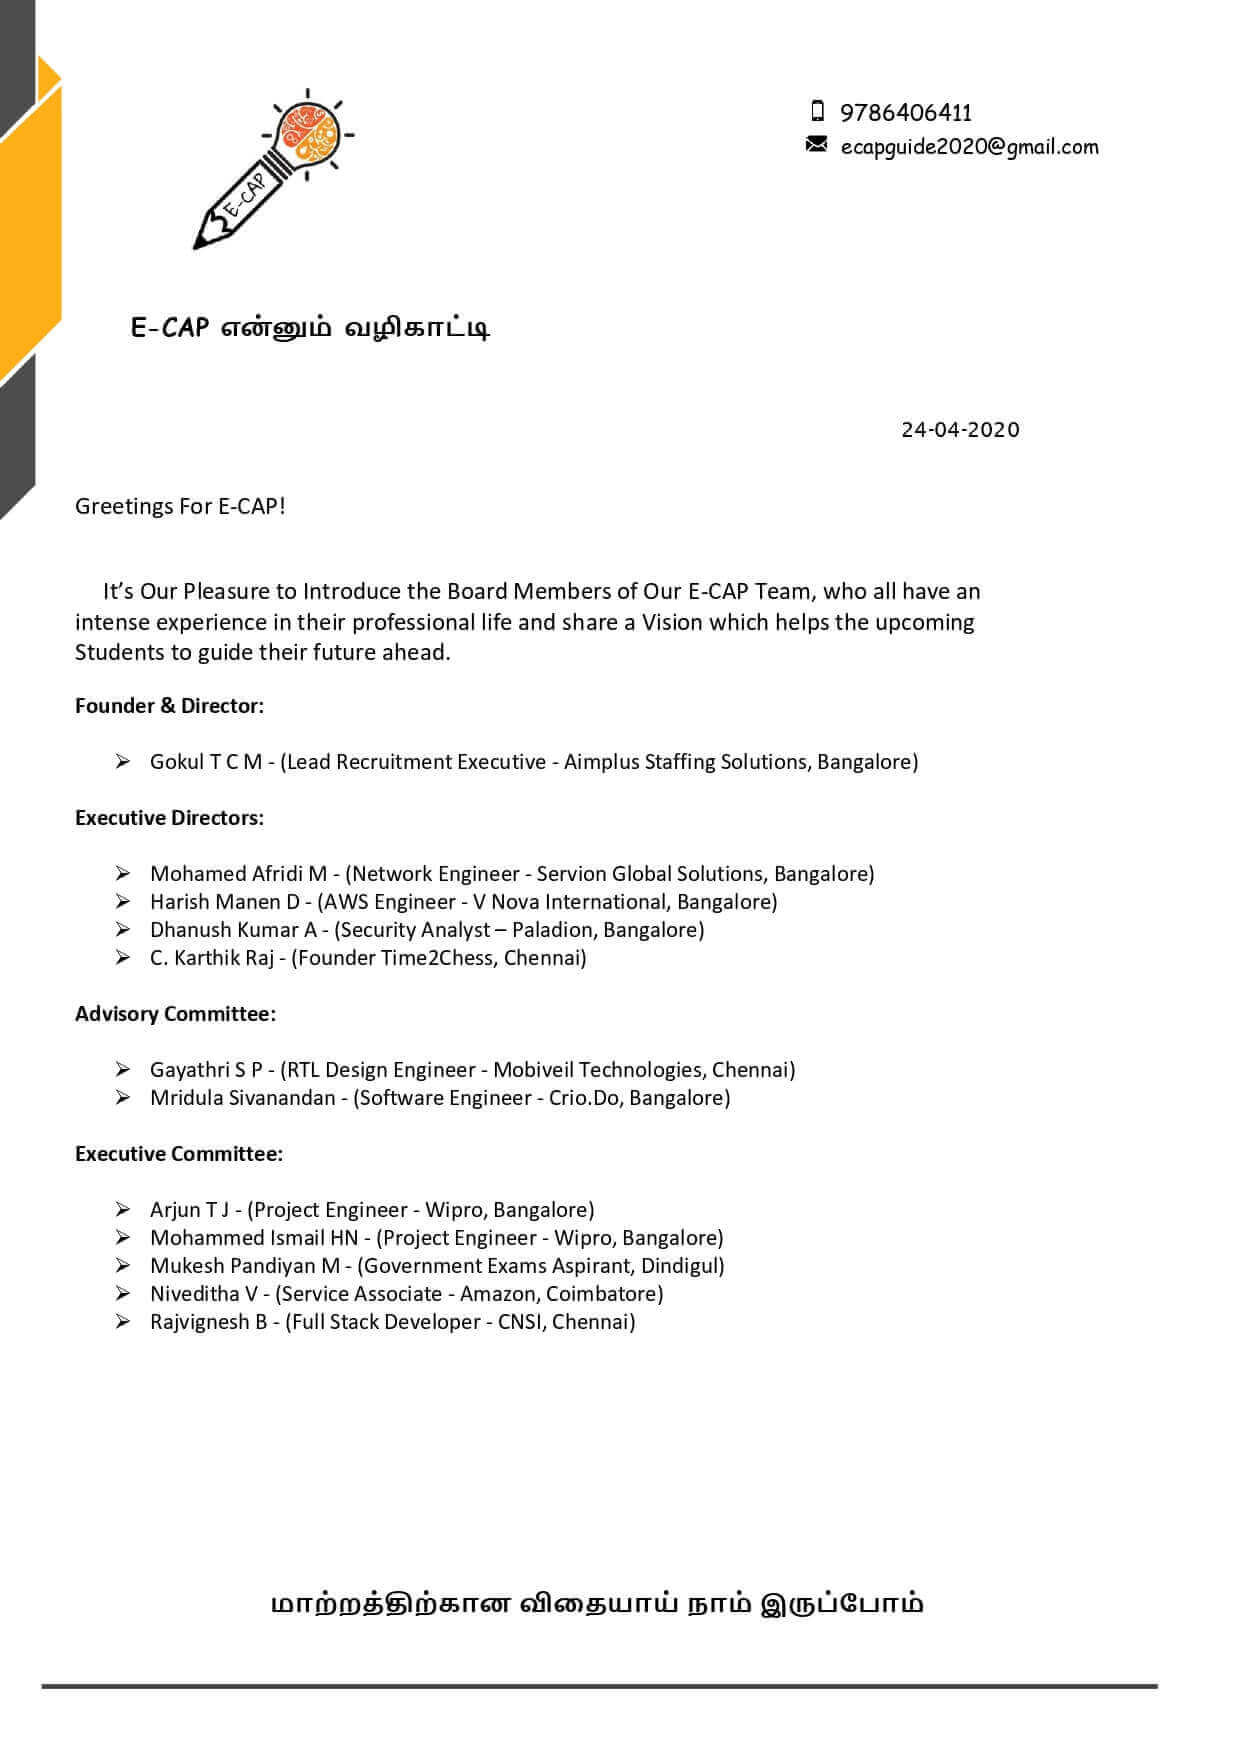 E-CAP
9786406411
ecapguide2020@gmail.com
E-CAP என்னும் வழிகாட்டி
24-04-2020
Greetings For E-CAP!
It’s Our Pleasure to Introduce the Board Members of Our E-CAP Team, who all have an
intense experience in their professional life and share a Vision which helps the upcoming
Students to guide their future ahead.
Founder & Director:
➢ Gokul T C M - (Lead Recruitment Executive - Aimplus Staffing Solutions, Bangalore)
Executive Directors:
➢ Mohamed Afridi M - (Network Engineer - Servion Global Solutions, Bangalore)
➢ Harish Manen D - (AWS Engineer - V Nova International, Bangalore)
➢ Dhanush Kumar A - (Security Analyst – Paladion, Bangalore)
➢ C. Karthik Raj - (Founder Time2Chess, Chennai)
Advisory Committee:
➢ Gayathri S P - (RTL Design Engineer - Mobiveil Technologies, Chennai)
➢ Mridula Sivanandan - (Software Engineer - Crio.Do, Bangalore)
Executive Committee:
➢ Arjun T J - (Project Engineer - Wipro, Bangalore)
➢ Mohammed Ismail HN - (Project Engineer - Wipro, Bangalore)
➢ Mukesh Pandiyan M - (Government Exams Aspirant, Dindigul)
➢ Niveditha V - (Service Associate - Amazon, Coimbatore)
➢ Rajvignesh B - (Full Stack Developer - CNSI, Chennai)
மாற்றத்திற்கான விதையாய் நாம் இருப்போம்